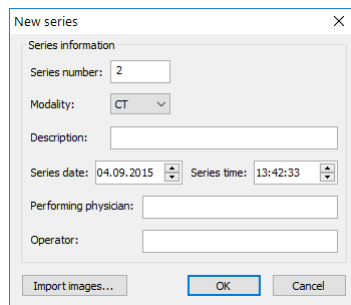 New series
Series information
Series number: 2
Modality: CT
Description:
Series date: 04.09.2015 Series time: 13:42:33
Performing physician:
Operator:
Import images... OK Cancel